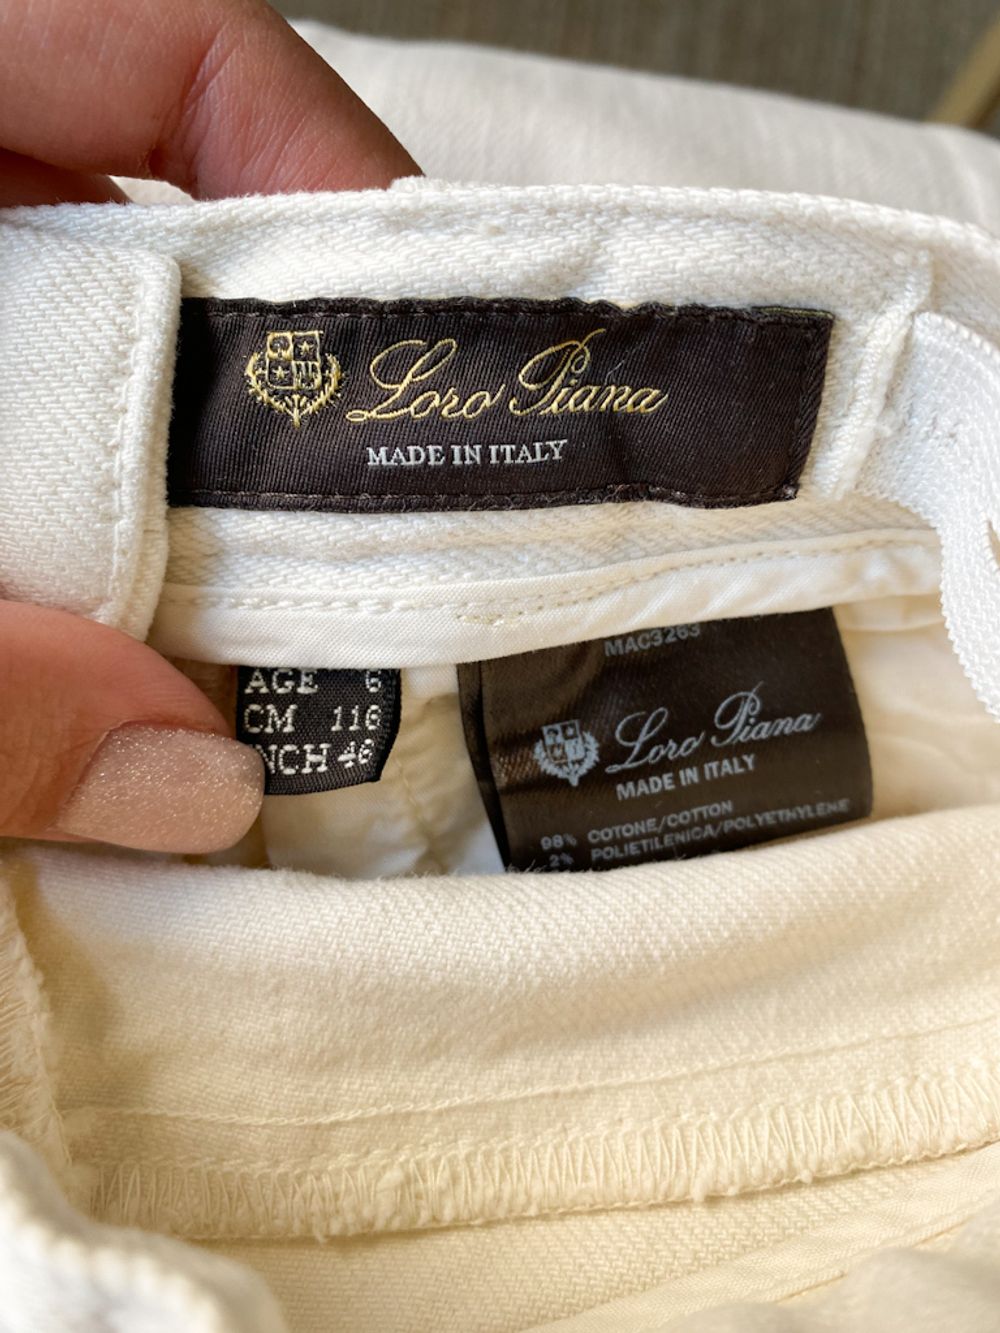 Loro Piana
MADE IN ITALY
AGE 6
CM 116
INCH 46
MAC3263
Loro Piana
MADE IN ITALY
98% COTONE/COTTON
2% POLIETILENICA/POLYETHYLENE